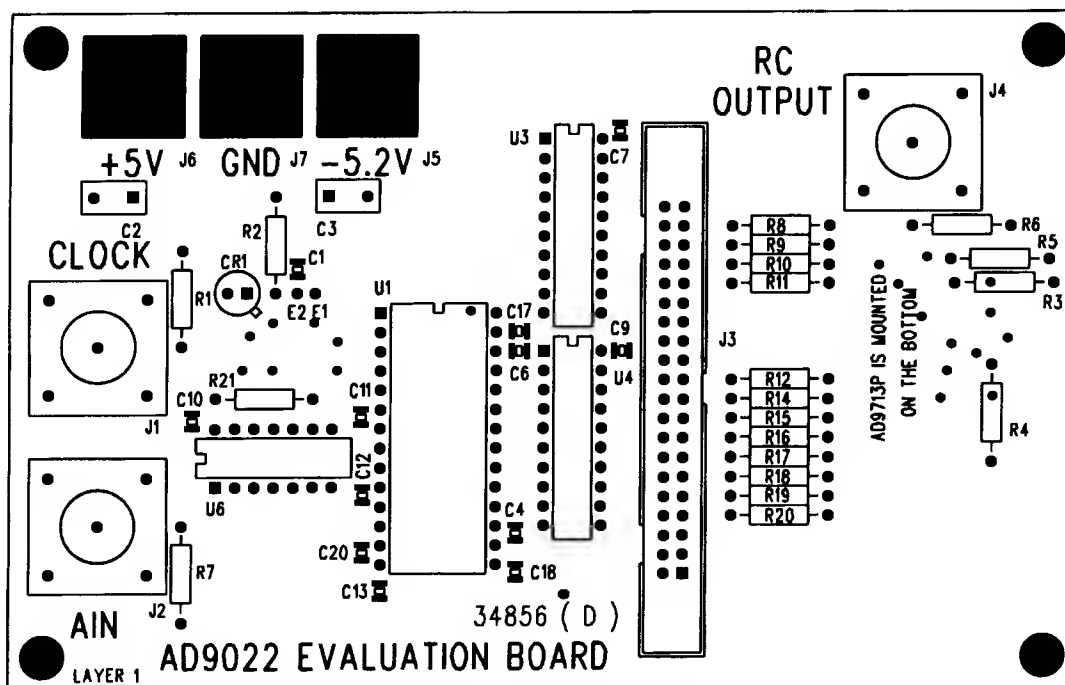 RC
OUTPUT
J4
+5V J6 GND J7 -5.2V J5
U3
C7
C2
R2
C3
R6
R8
R5
CLOCK
C1
R9
CR1
R10
R3
R1
R11
E2 E1
U1
C17
C9
J3
AD9713P IS MOUNTED
ON THE BOTTOM
C6
U4
R21
C11
R12
C10
R14
J1
R15
R4
R16
C12
R17
R18
U6
R19
C4
R20
C20
R7
C18
C13
J2
34856 ( D )
AIN
AD9022 EVALUATION BOARD
LAYER 1